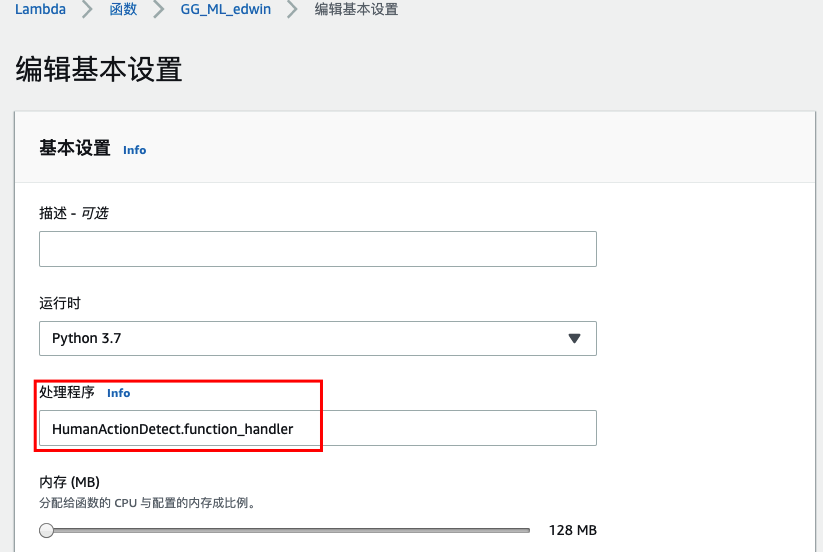 Lambda > 函数 > GG_ML_edwin > 编辑基本设置
编辑基本设置
基本设置 Info
描述 - 可选
运行时
Python 3.7
处理程序 Info
HumanActionDetect.function_handler
内存 (MB)
分配给函数的 CPU 与配置的内存成比例。
128 MB